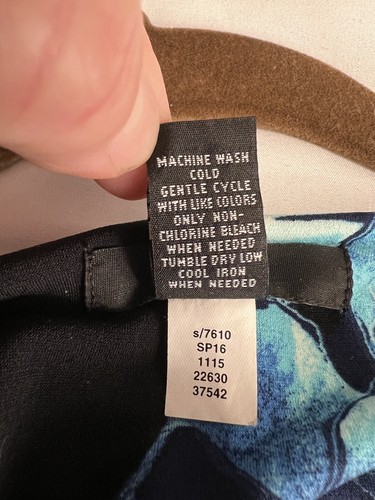 MACHINE WASH
COLD
GENTLE CYCLE
WITH LIKE COLORS
ONLY NON-
CHLORINE BLEACH
WHEN NEEDED
TUMBLE DRY LOW
COOL IRON
WHEN NEEDED
s/7610
SP16
1115
22630
37542